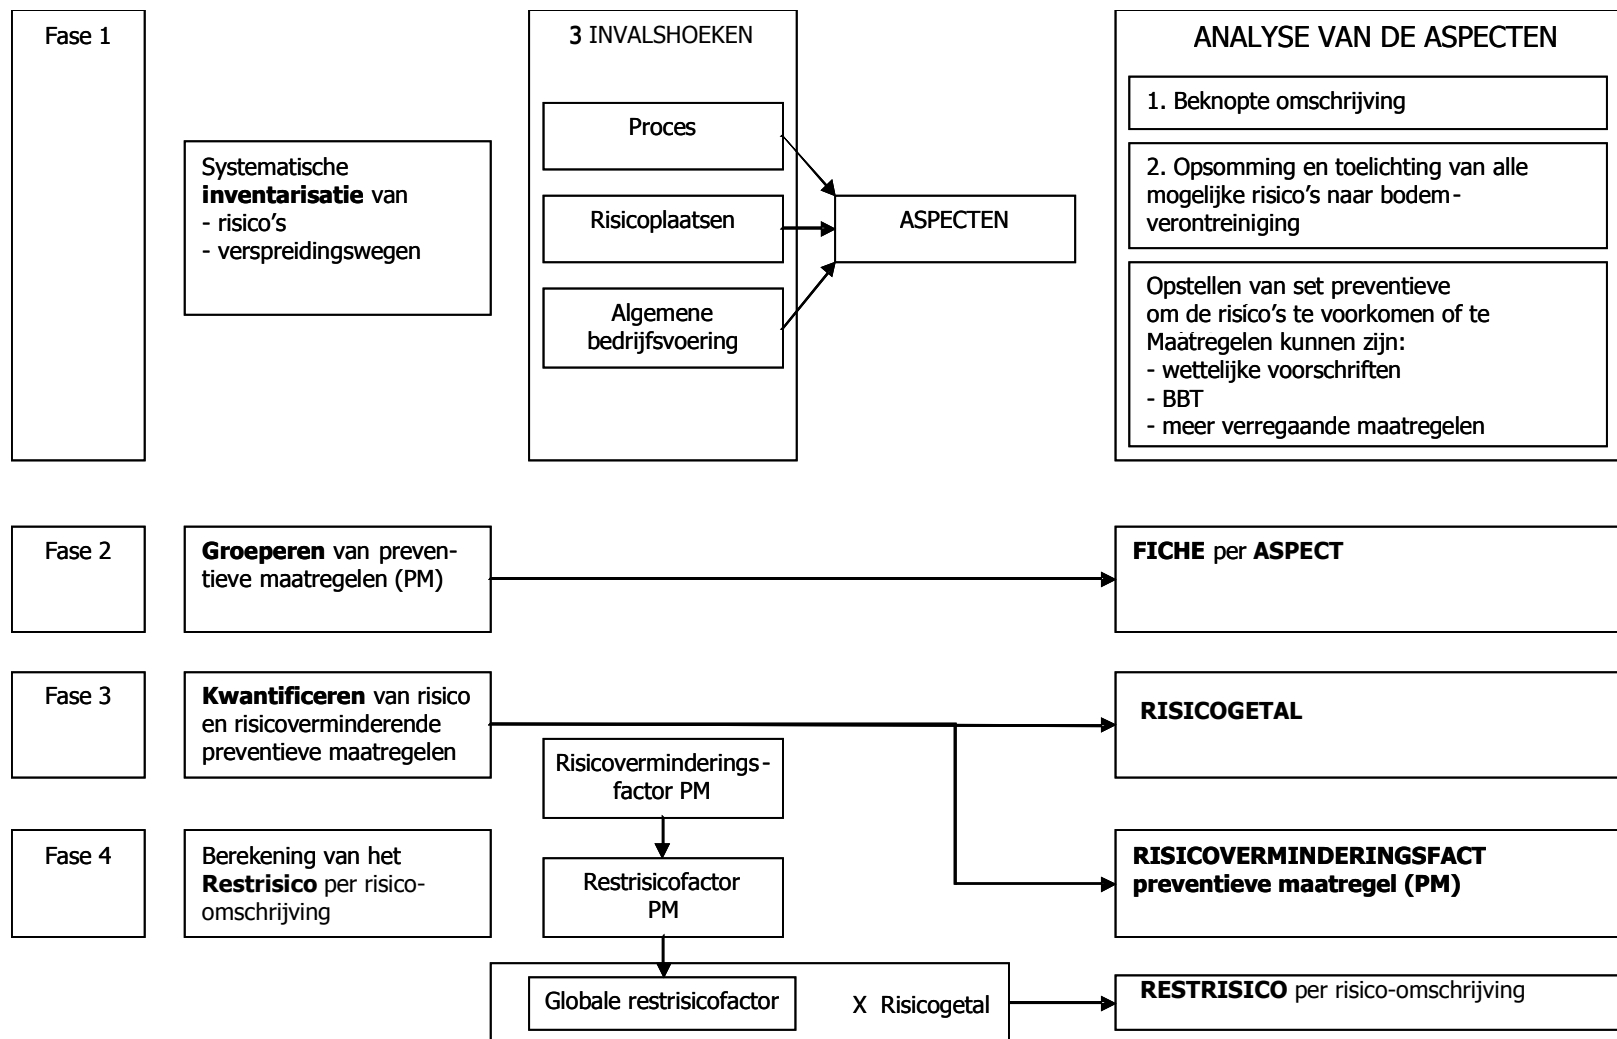 Fase 1
Systematische
inventarisatie van
- risico's
- verspreidingswegen
3 INVALSHOEKEN
Proces
Risicoplaatsen
Algemene
bedrijfsvoering
ASPECTEN
ANALYSE VAN DE ASPECTEN
1. Beknopte omschrijving
2. Opsomming en toelichting van alle
mogelijke risico's naar bodem-
verontreiniging
Opstellen van set preventieve
om de risico's te voorkomen of te
Maatregelen kunnen zijn:
- wettelijke voorschriften
- BBT
- meer verregaande maatregelen
Fase 2
Groeperen van preven-
tieve maatregelen (PM)
FICHE per ASPECT
Fase 3
Kwantificeren van risico
en risicoverminderende
preventieve maatregelen
RISICOGETAL
Risicoverminderings-
factor PM
Fase 4
Berekening van het
Restrisico per risico-
omschrijving
Restrisicofactor
PM
RISICOVERMINDERINGSFACT
preventieve maatregel (PM)
Globale restrisicofactor
X Risicogetal
RESTRISICO per risico-omschrijving